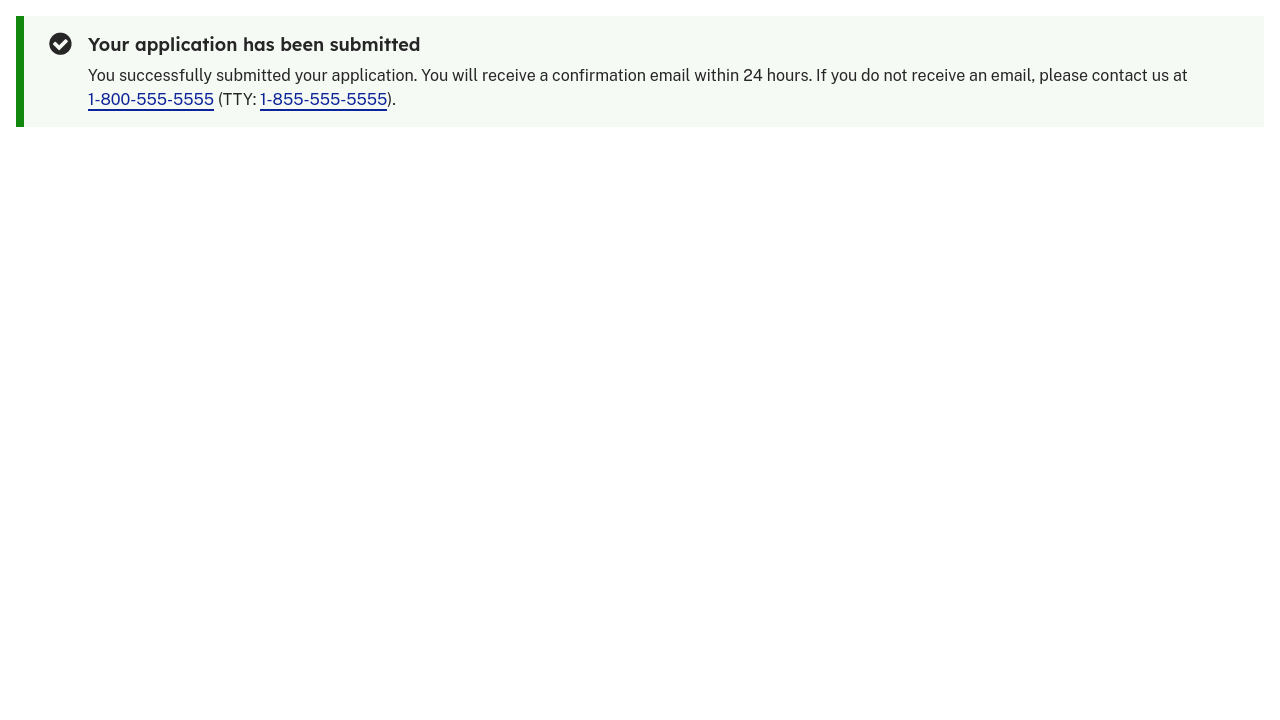 Your application has been submitted
You successfully submitted your application. You will receive a confirmation email within 24 hours. If you do not receive an email, please contact us at
1-800-555-5555 (TTY: 1-855-555-5555).